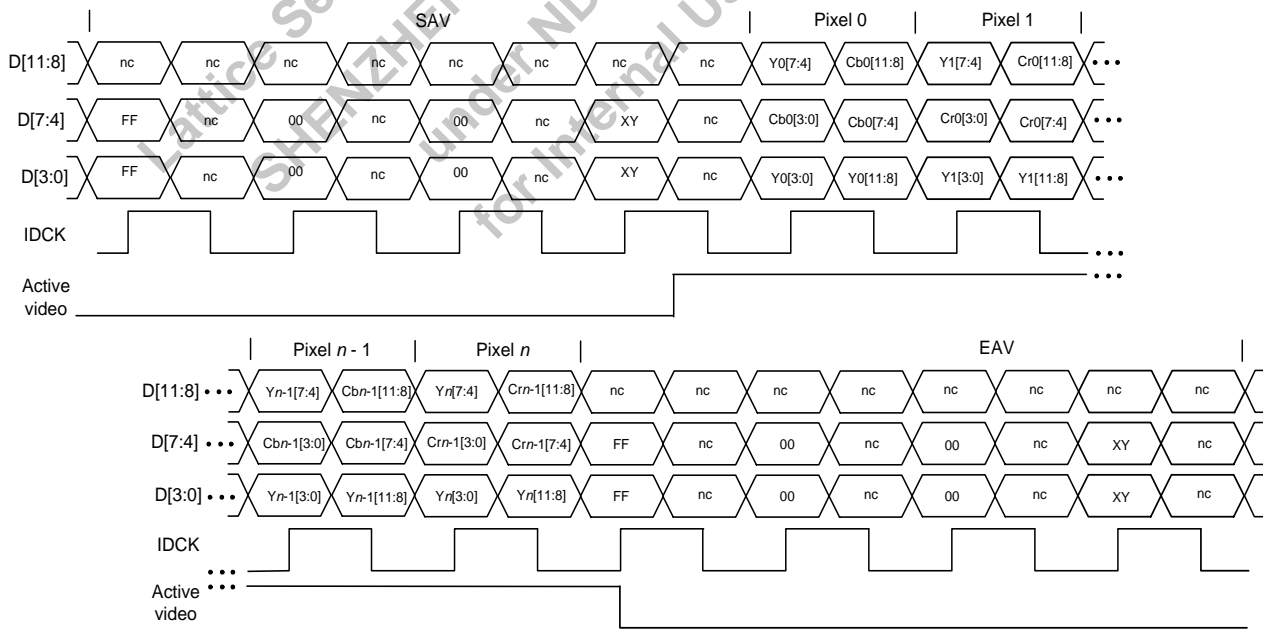 Lattice Se
SHENZHEN
under ND
for Internal Us
SAV Pixel 0 Pixel 1
D[11:8] nc nc nc nc nc nc nc nc Y0[7:4] Cb0[11:8] Y1[7:4] Cr0[11:8] •••
D[7:4] FF nc 00 nc 00 nc XY nc Cb0[3:0] Cb0[7:4] Cr0[3:0] Cr0[7:4] •••
D[3:0] FF nc 00 nc 00 nc XY nc Y0[3:0] Y0[11:8] Y1[3:0] Y1[11:8] •••
IDCK •••
Active •••
video
Pixel n - 1 Pixel n EAV
D[11:8] ••• Yn-1[7:4] Cbn-1[11:8] Yn[7:4] Crn-1[11:8] nc nc nc nc nc nc nc nc
D[7:4] ••• Cbn-1[3:0] Cbn-1[7:4] Crn-1[3:0] Crn-1[7:4] FF nc 00 nc 00 nc XY nc
D[3:0] ••• Yn-1[3:0] Yn-1[11:8] Yn[3:0] Yn[11:8] FF nc 00 nc 00 nc XY nc
IDCK •••
Active •••
video